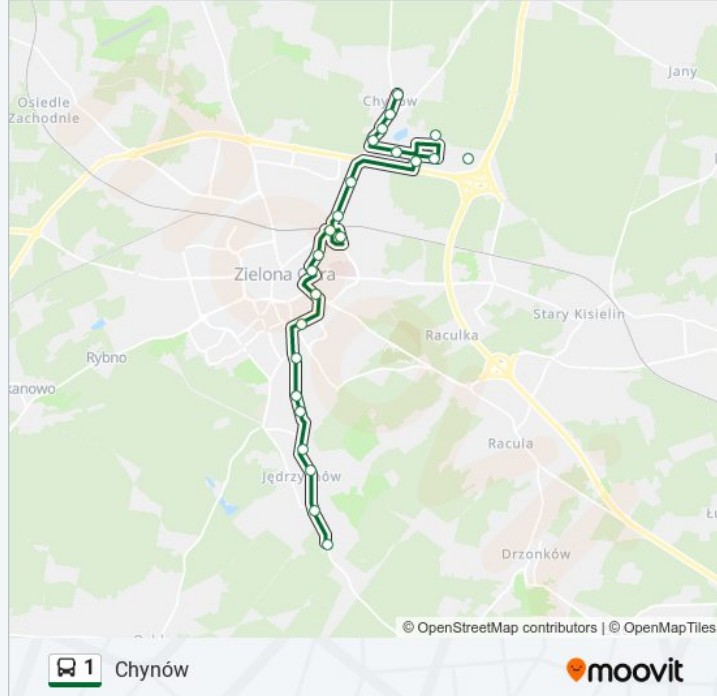 Jany
Osiedle
Zachodnie
Chynów
Zielona Góra
Stary Kisielin
Raculka
Rybno
Racula
Jędrzychów
Drzonków
© OpenStreetMap contributors | © OpenMapTiles
1 Chynów
moovit